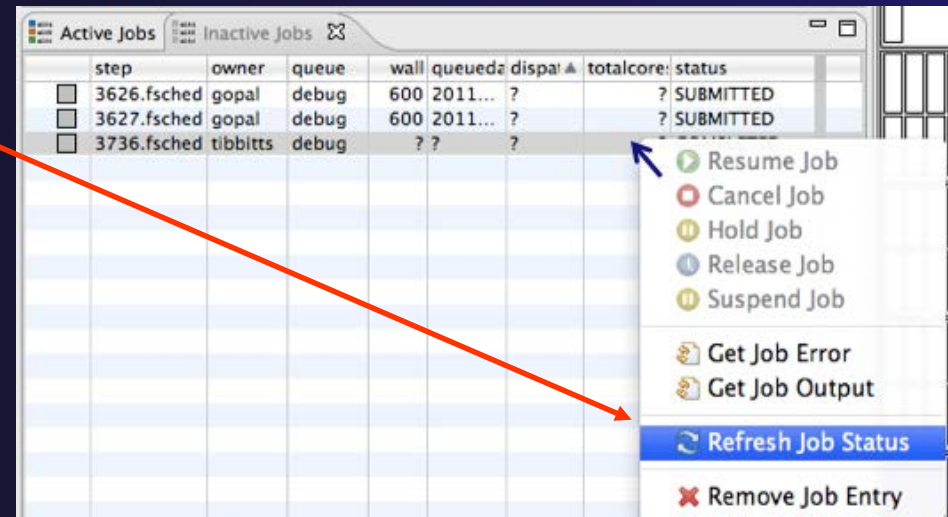 Active Jobs Inactive Jobs
step owner queue wall queueda dispat totalcore: status
3626.fsched gopal debug 600 2011... ? ? SUBMITTED
3627.fsched gopal debug 600 2011... ? ? SUBMITTED
3736.fsched tibbitts debug ? ? ? ?
Resume Job
Cancel Job
Hold Job
Release Job
Suspend Job
Get Job Error
Get Job Output
Refresh Job Status
Remove Job Entry